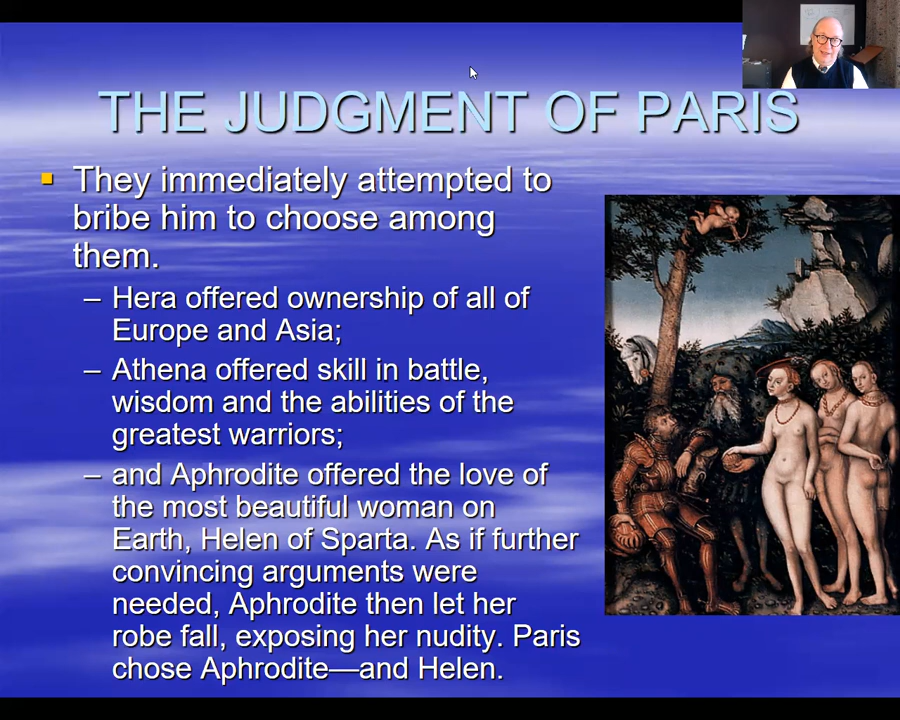 THE JUDGMENT OF PARIS
They immediately attempted to
bribe him to choose among
them.
– Hera offered ownership of all of
Europe and Asia;
– Athena offered skill in battle,
wisdom and the abilities of the
greatest warriors;
– and Aphrodite offered the love of
the most beautiful woman on
Earth, Helen of Sparta. As if further
convincing arguments were
needed, Aphrodite then let her
robe fall, exposing her nudity. Paris
chose Aphrodite—and Helen.